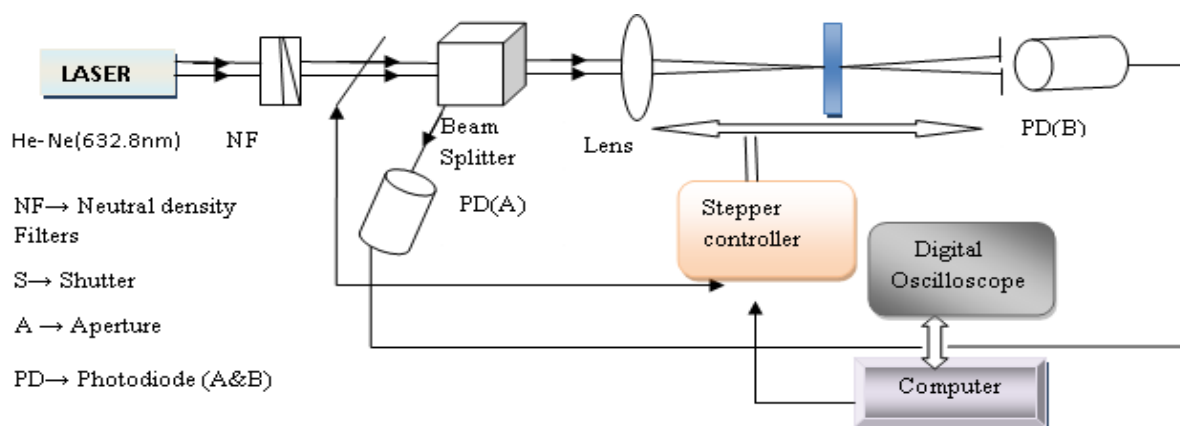 LASER
He-Ne(632.8nm)
NF
Beam
Splitter
PD(A)
Lens
PD(B)
NF→ Neutral density
Filters
S→ Shutter
A → Aperture
PD→ Photodiode (A&B)
Stepper
controller
Digital
Oscilloscope
Computer